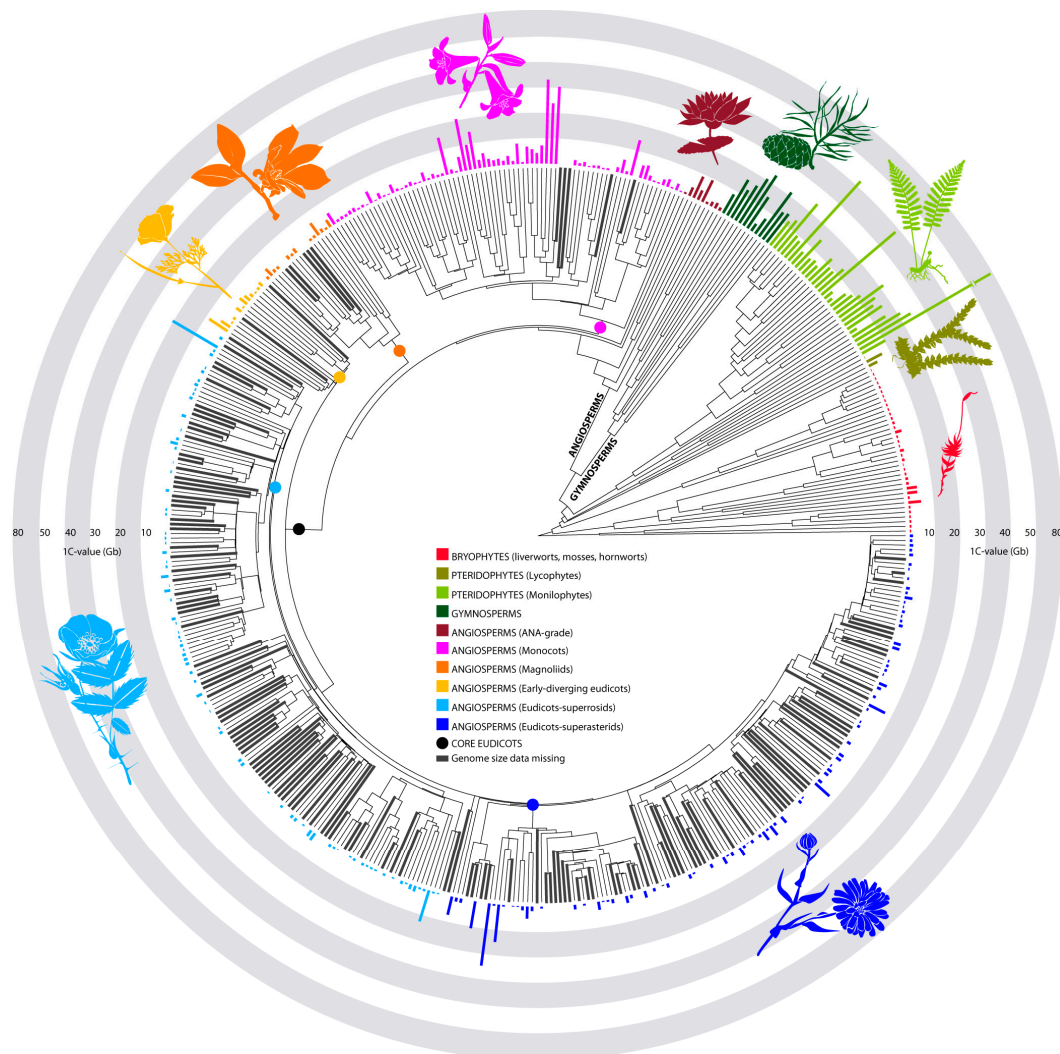 ANGIOSPERMS
GYMNOSPERMS
80 50 40 30 20 10
1C-value (Gb)
10 20 30 40 50 80
1C-value (Gb)
BRYOPHYTES (liverworts, mosses, hornworts)
PTERIDOPHYTES (Lycophytes)
PTERIDOPHYTES (Monilophytes)
GYMNOSPERMS
ANGIOSPERMS (ANA-grade)
ANGIOSPERMS (Monocots)
ANGIOSPERMS (Magnoliids)
ANGIOSPERMS (Early-diverging eudicots)
ANGIOSPERMS (Eudicots-superrosids)
ANGIOSPERMS (Eudicots-superasterids)
CORE EUDICOTS
Genome size data missing